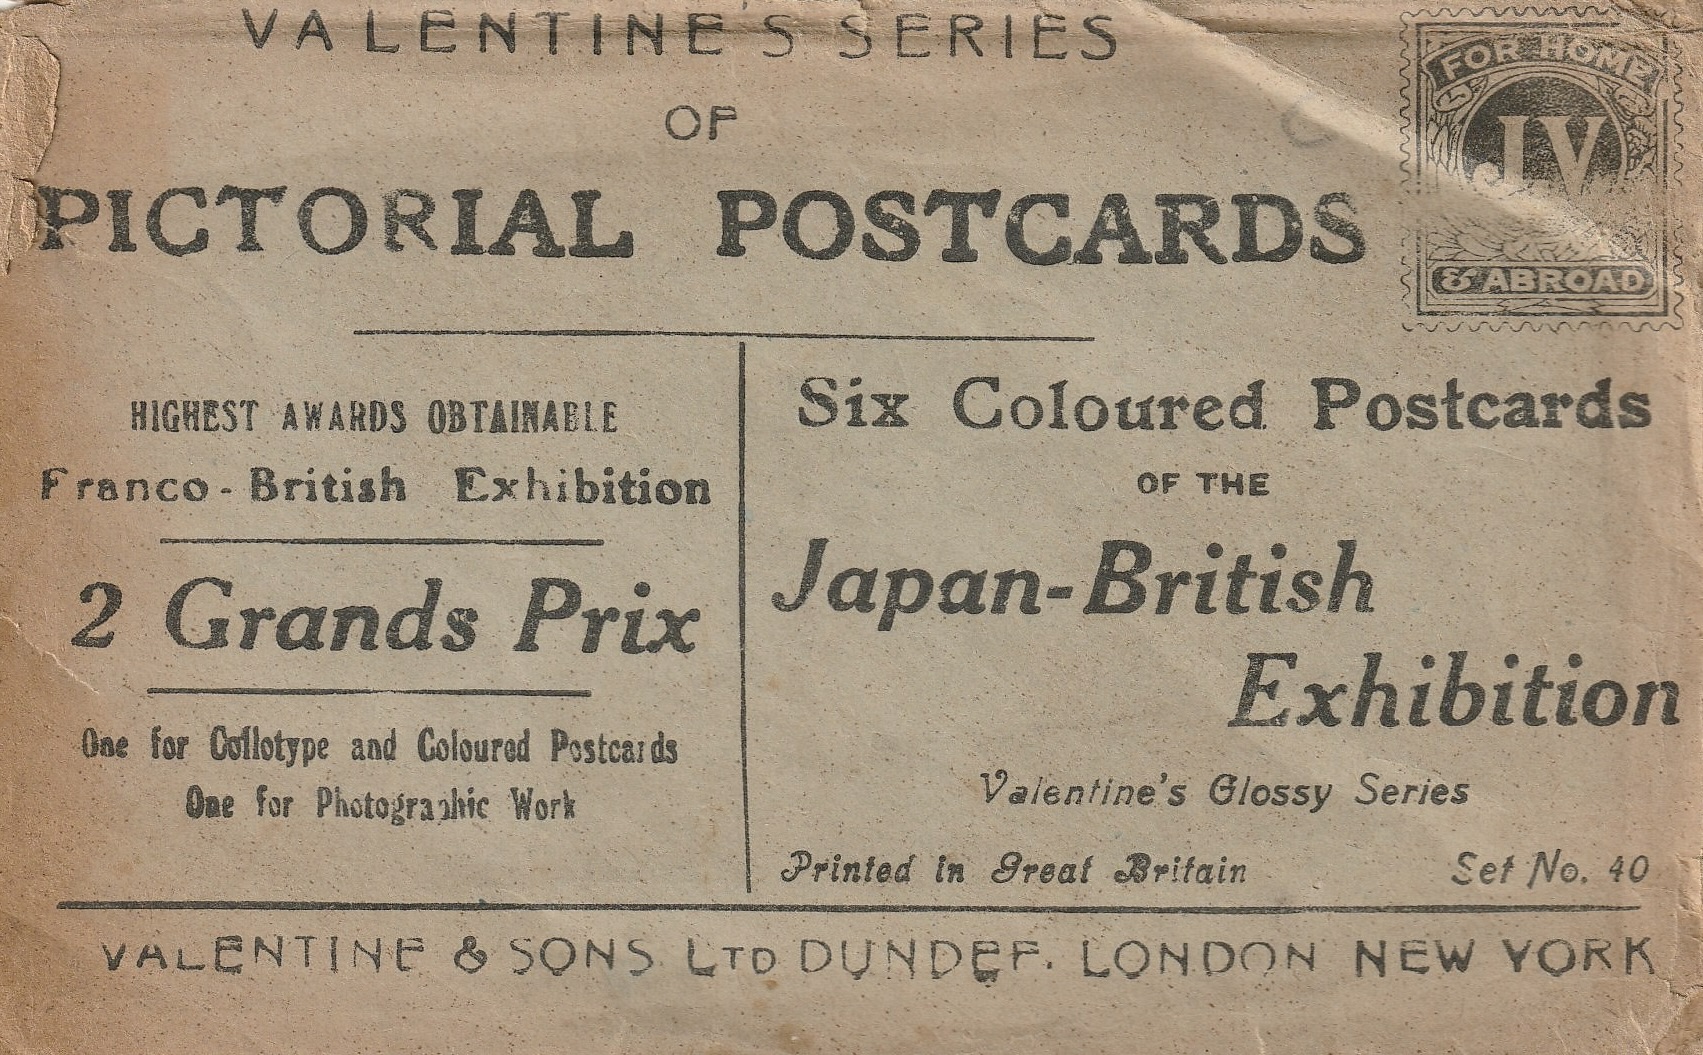 VALENTINE'S SERIES
OF
PICTORIAL POSTCARDS
FOR HOME
JV
& ABROAD
HIGHEST AWARDS OBTAINABLE
Franco-British Exhibition
2 Grands Prix
One for Collotype and Coloured Postcards
One for Photographic Work
Six Coloured Postcards
OF THE
Japan-British
Exhibition
Valentine's Glossy Series
Printed in Great Britain
Set No. 40
VALENTINE & SONS LTD DUNDEE. LONDON NEW YORK